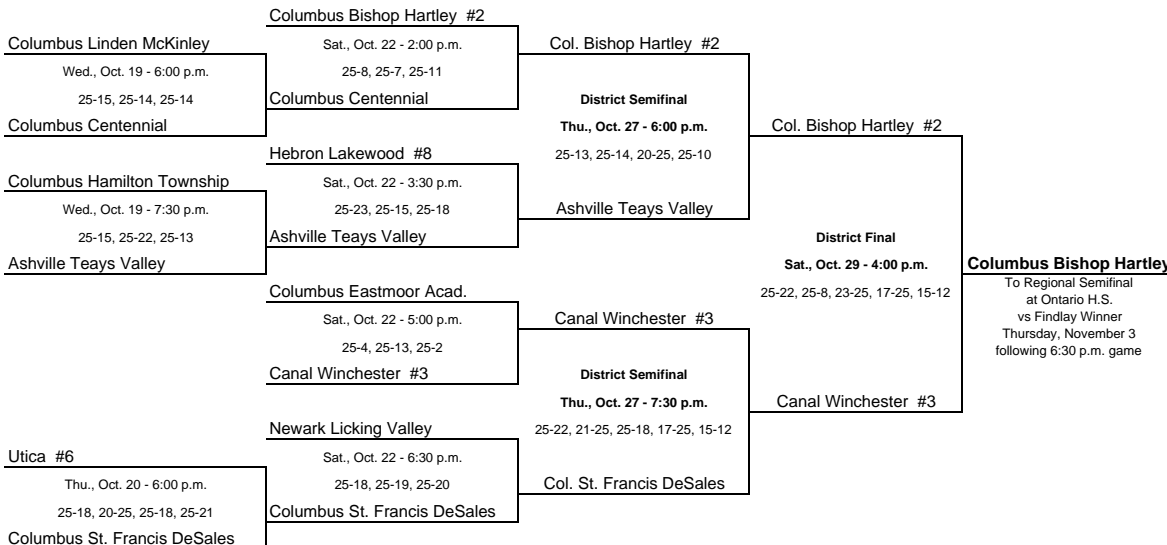 Columbus Bishop Hartley #2
Columbus Linden McKinley
Sat., Oct. 22 - 2:00 p.m.
Col. Bishop Hartley #2
Wed., Oct. 19 - 6:00 p.m.
25-8, 25-7, 25-11
25-15, 25-14, 25-14
Columbus Centennial
District Semifinal
Columbus Centennial
Thu., Oct. 27 - 6:00 p.m.
Col. Bishop Hartley #2
Hebron Lakewood #8
25-13, 25-14, 20-25, 25-10
Columbus Hamilton Township
Sat., Oct. 22 - 3:30 p.m.
Wed., Oct. 19 - 7:30 p.m.
25-23, 25-15, 25-18
Ashville Teays Valley
25-15, 25-22, 25-13
Ashville Teays Valley
District Final
Ashville Teays Valley
Sat., Oct. 29 - 4:00 p.m.
Columbus Bishop Hartley
Columbus Eastmoor Acad.
25-22, 25-8, 23-25, 17-25, 15-12
To Regional Semifinal
at Ontario H.S.
vs Findlay Winner
Thursday, November 3
following 6:30 p.m. game
Sat., Oct. 22 - 5:00 p.m.
Canal Winchester #3
25-4, 25-13, 25-2
Canal Winchester #3
District Semifinal
Thu., Oct. 27 - 7:30 p.m.
Canal Winchester #3
Newark Licking Valley
25-22, 21-25, 25-18, 17-25, 15-12
Utica #6
Sat., Oct. 22 - 6:30 p.m.
Thu., Oct. 20 - 6:00 p.m.
25-18, 25-19, 25-20
Col. St. Francis DeSales
25-18, 20-25, 25-18, 25-21
Columbus St. Francis DeSales
Columbus St. Francis DeSales